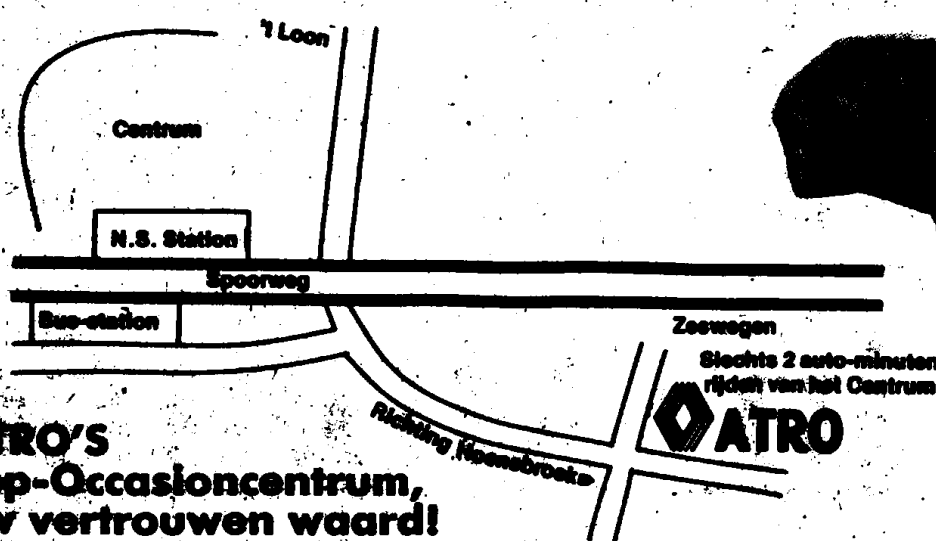 't Loon
Centrum
N.S. Station
Spoorweg
Bus-station
Zeswegen
Slechts 2 auto-minuten
rijden van het Centrum
ATRO
Richting Hoensbroek
TRO'S
p-Occasioncentrum,
vertrouwen waard!